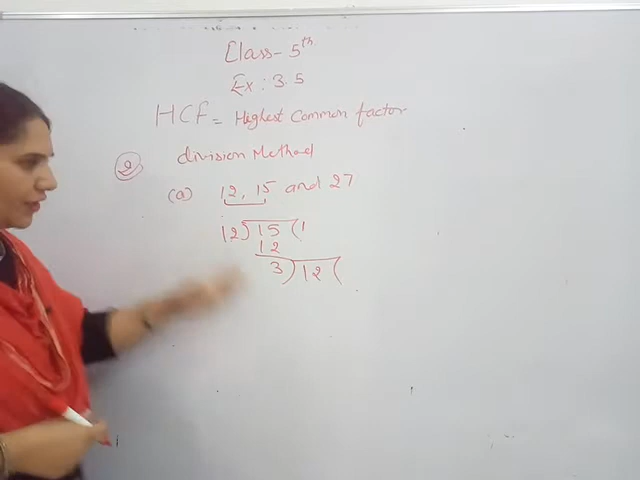 Class - 5th
Ex : 3.5
HCF = Highest Common factor
② division Method
(a) 12, 15 and 27
12) 15 (1
12
3) 12 (